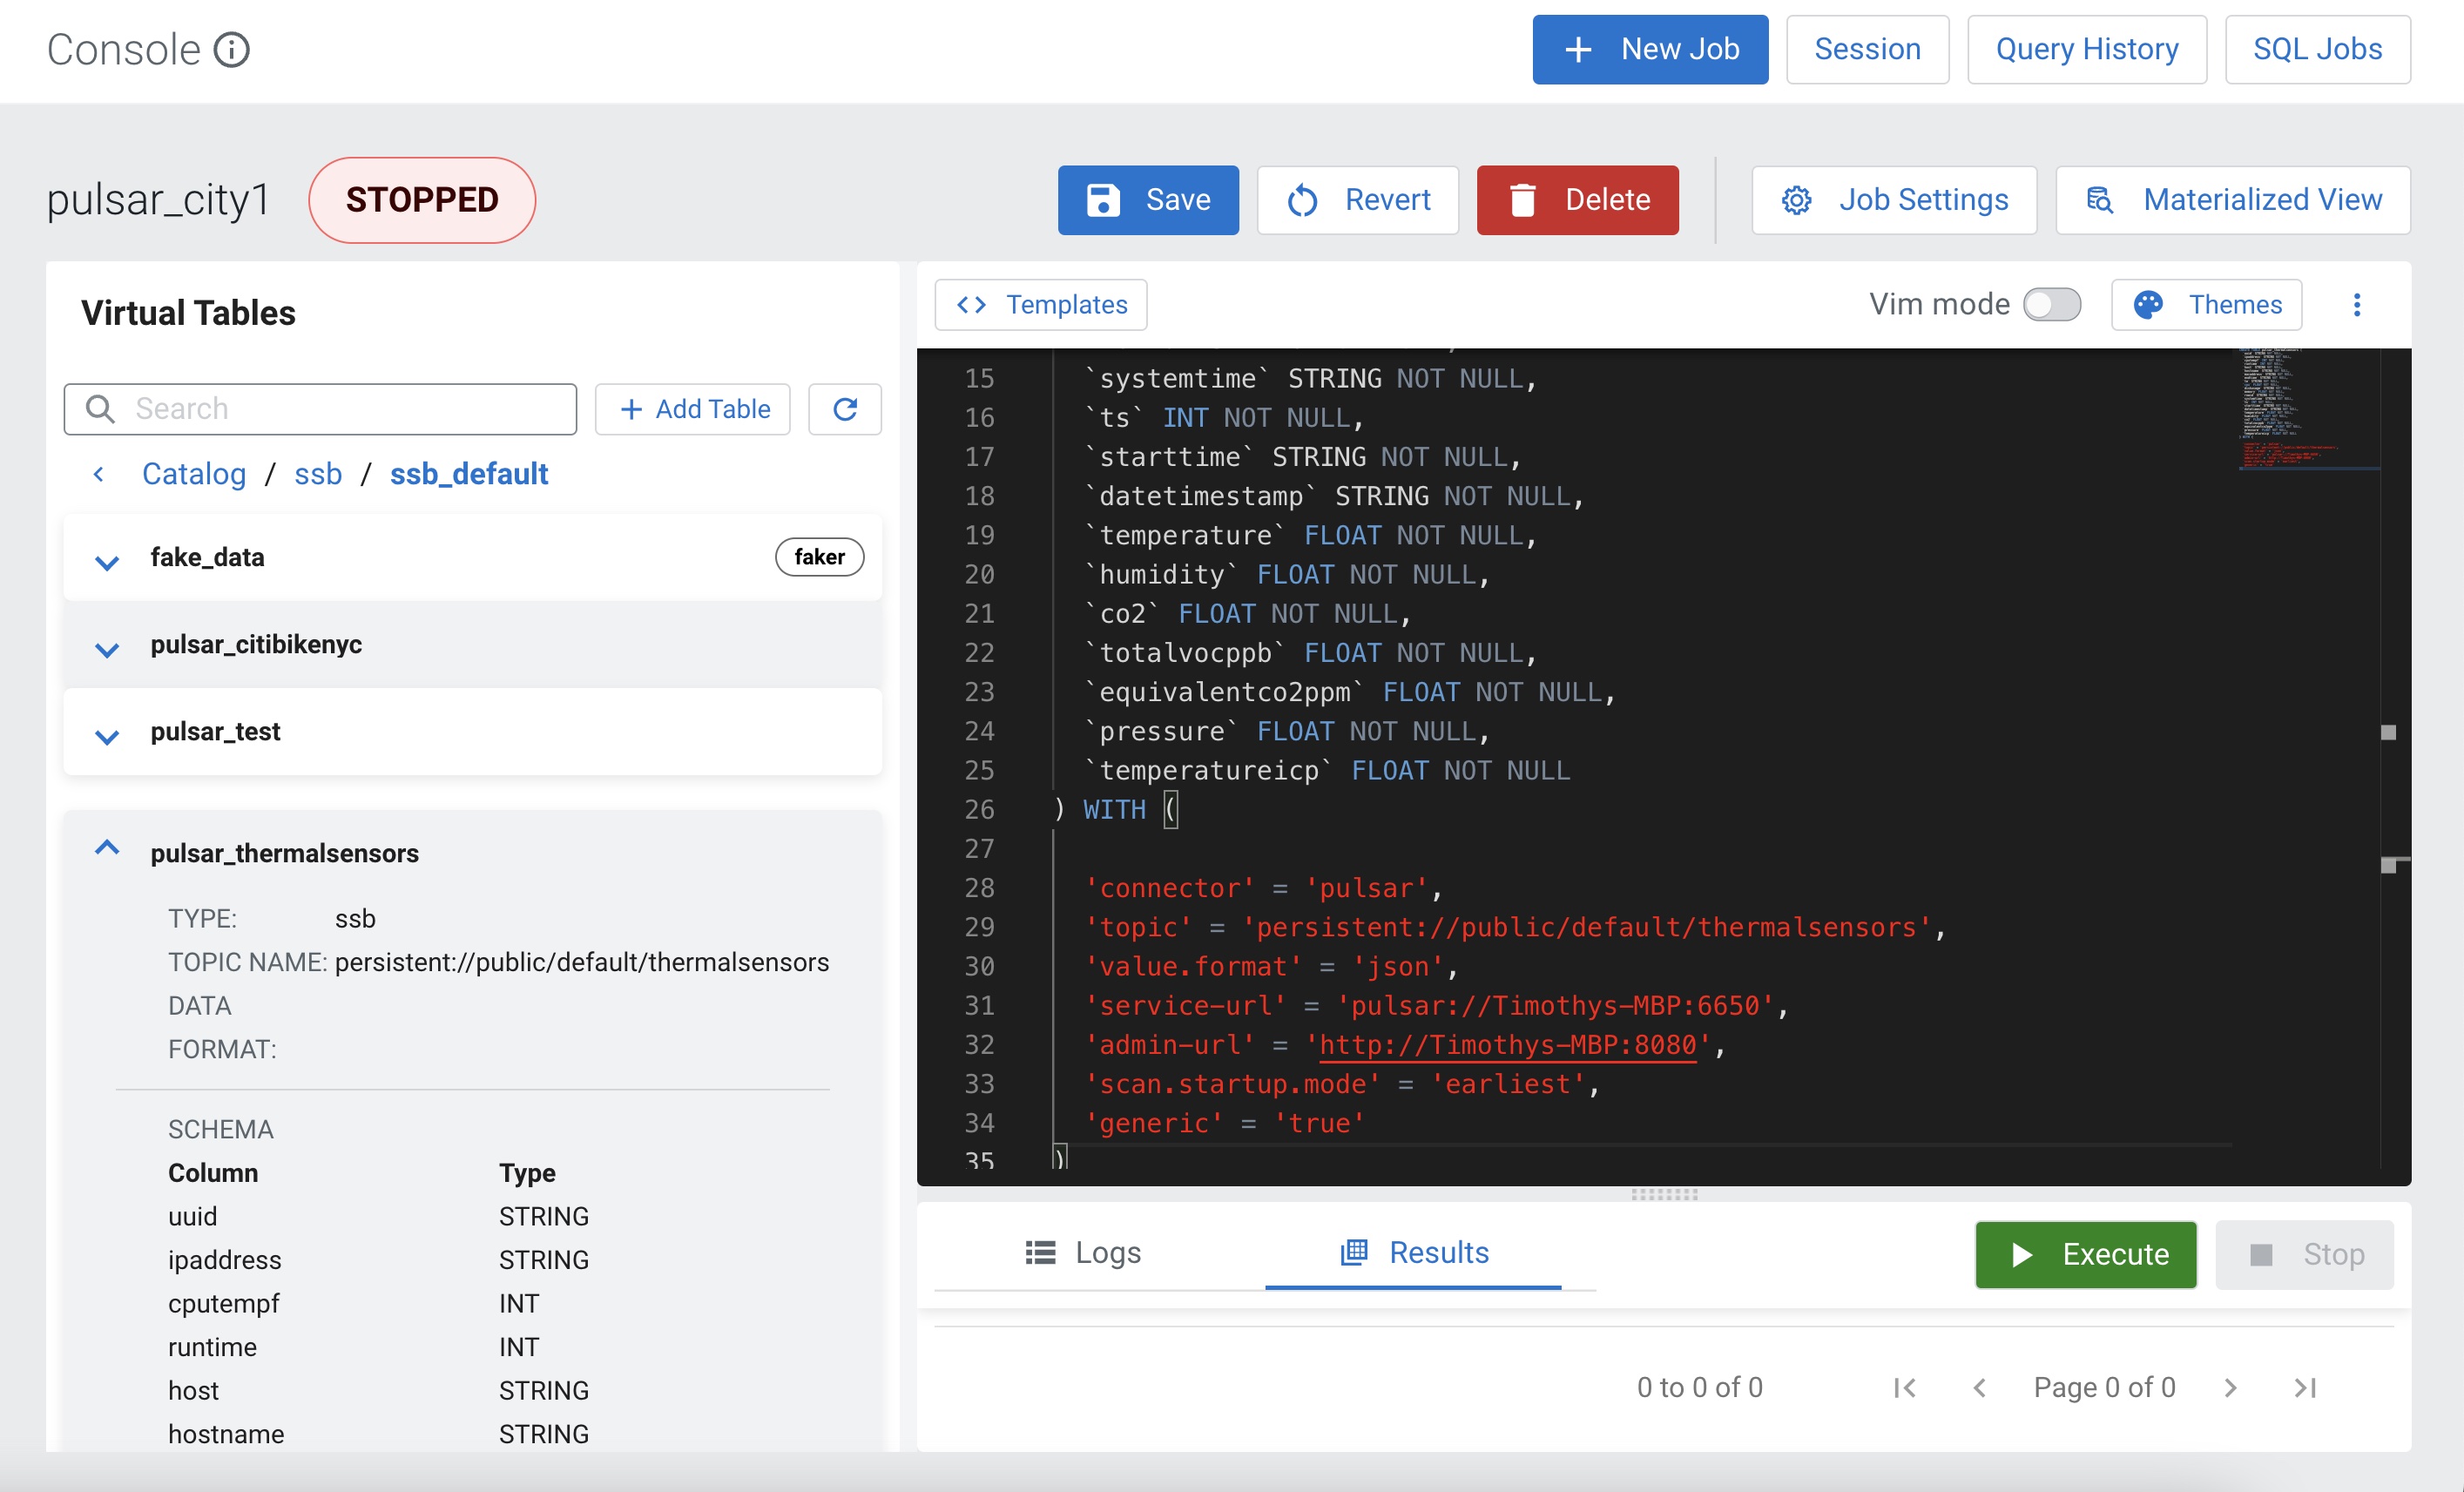 Console
+ New Job
Session
Query History
SQL Jobs
pulsar_city1
STOPPED
Save
Revert
Delete
Job Settings
Materialized View
Virtual Tables
Search
+ Add Table
Catalog / ssb / ssb_default
fake_data
faker
pulsar_citibikenyc
pulsar_test
pulsar_thermalsensors
TYPE: ssb
TOPIC NAME: persistent://public/default/thermalsensors
DATA
FORMAT:
SCHEMA
Column Type
uuid STRING
ipaddress STRING
cputempf INT
runtime INT
host STRING
hostname STRING
<> Templates
Vim mode
Themes
15 `systemtime` STRING NOT NULL,
16 `ts` INT NOT NULL,
17 `starttime` STRING NOT NULL,
18 `datetimestamp` STRING NOT NULL,
19 `temperature` FLOAT NOT NULL,
20 `humidity` FLOAT NOT NULL,
21 `co2` FLOAT NOT NULL,
22 `totalvocppb` FLOAT NOT NULL,
23 `equivalentco2ppm` FLOAT NOT NULL,
24 `pressure` FLOAT NOT NULL,
25 `temperatureicp` FLOAT NOT NULL
26 ) WITH (
27
28 'connector' = 'pulsar',
29 'topic' = 'persistent://public/default/thermalsensors',
30 'value.format' = 'json',
31 'service-url' = 'pulsar://Timothys-MBP:6650',
32 'admin-url' = 'http://Timothys-MBP:8080',
33 'scan.startup.mode' = 'earliest',
34 'generic' = 'true'
35 )
Logs
Results
Execute
Stop
0 to 0 of 0
Page 0 of 0